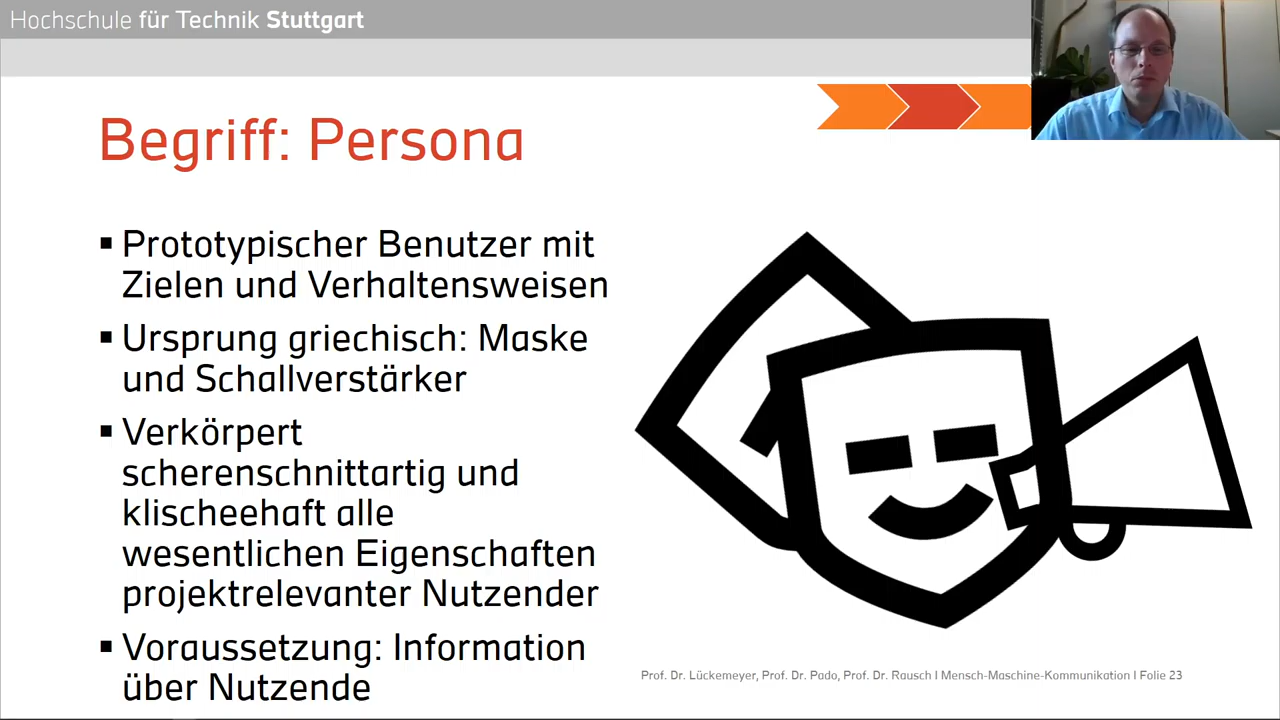 Hochschule für Technik Stuttgart
Begriff: Persona
▪ Prototypischer Benutzer mit
Zielen und Verhaltensweisen
▪ Ursprung griechisch: Maske
und Schallverstärker
▪ Verkörpert
scherenschnittartig und
klischeehaft alle
wesentlichen Eigenschaften
projektrelevanter Nutzender
▪ Voraussetzung: Information
über Nutzende
Prof. Dr. Lückemeyer, Prof. Dr. Pado, Prof. Dr. Rausch I Mensch-Maschine-Kommunikation I Folie 23